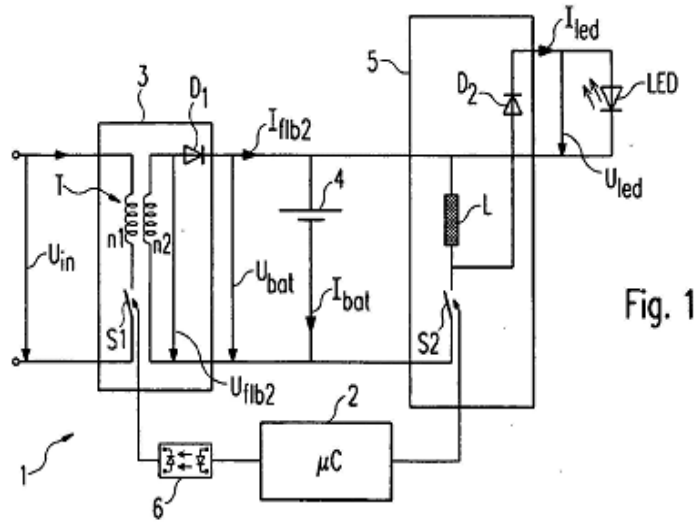 3
D1
Iflb2
5
Iled
D2
LED
T
4
Uled
n1
n2
L
Uin
Ubat
Ibat
Fig. 1
S1
S2
Uflb2
2
μC
1
6